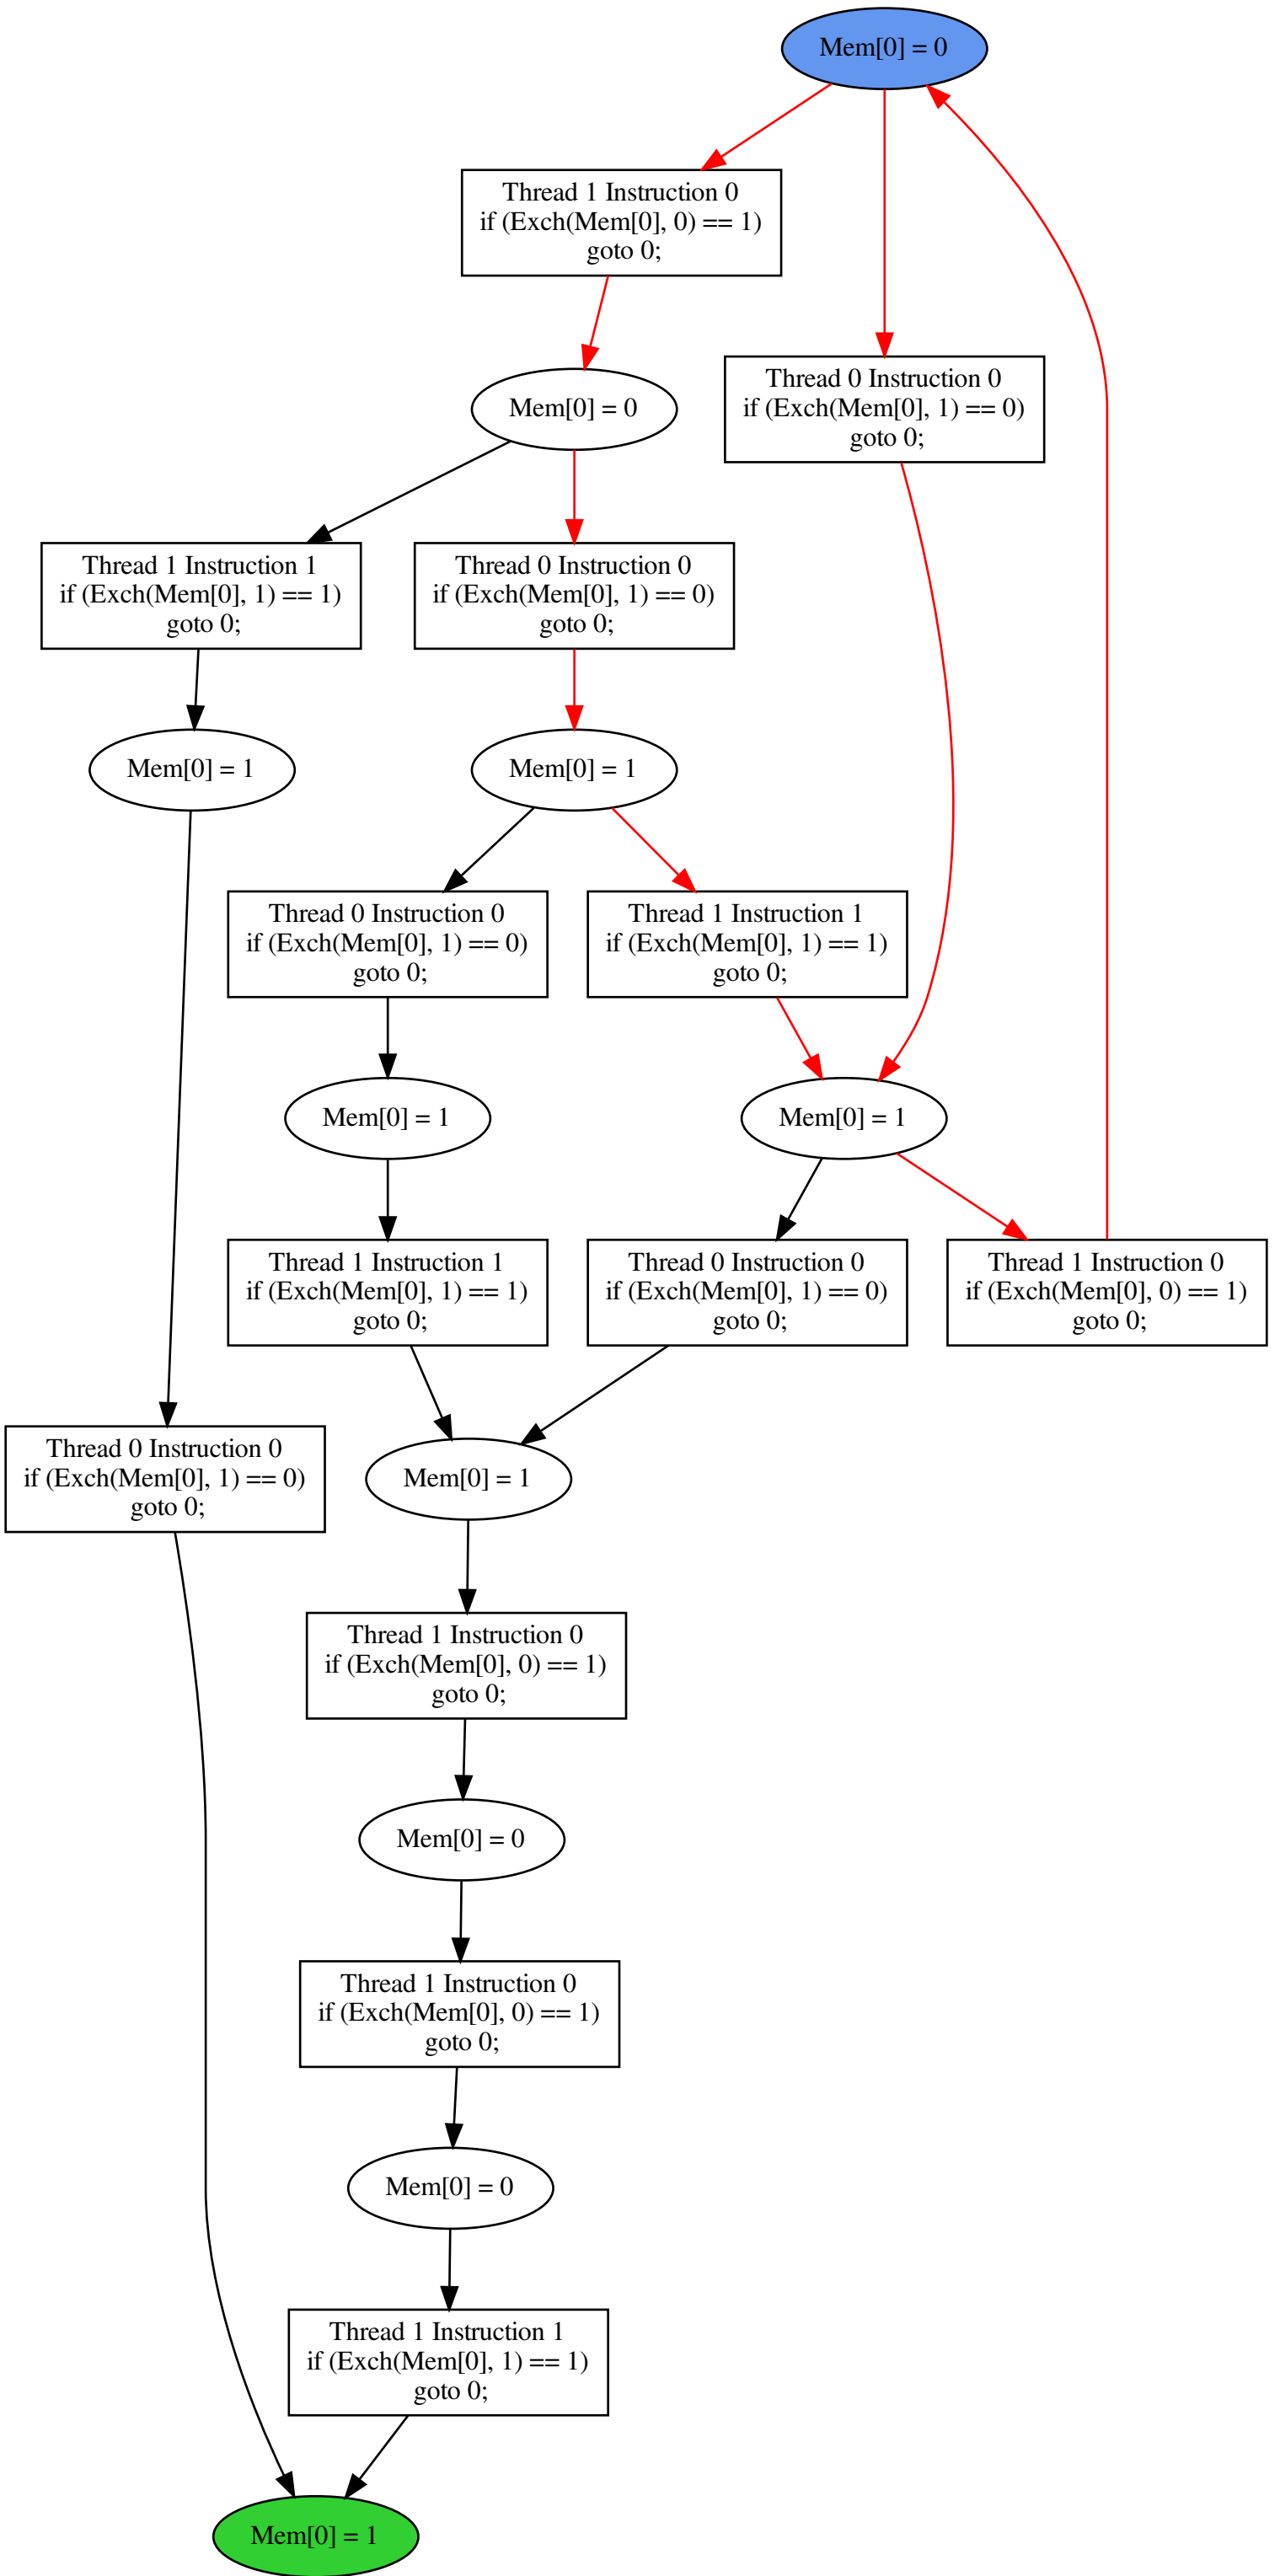 Mem[0] = 0
Thread 1 Instruction 0
if (Exch(Mem[0], 0) == 1)
goto 0;
Mem[0] = 0
Thread 0 Instruction 0
if (Exch(Mem[0], 1) == 0)
goto 0;
Thread 1 Instruction 1
if (Exch(Mem[0], 1) == 1)
goto 0;
Thread 0 Instruction 0
if (Exch(Mem[0], 1) == 0)
goto 0;
Mem[0] = 1
Mem[0] = 1
Thread 0 Instruction 0
if (Exch(Mem[0], 1) == 0)
goto 0;
Thread 1 Instruction 1
if (Exch(Mem[0], 1) == 1)
goto 0;
Mem[0] = 1
Mem[0] = 1
Thread 1 Instruction 1
if (Exch(Mem[0], 1) == 1)
goto 0;
Thread 0 Instruction 0
if (Exch(Mem[0], 1) == 0)
goto 0;
Thread 1 Instruction 0
if (Exch(Mem[0], 0) == 1)
goto 0;
Thread 0 Instruction 0
if (Exch(Mem[0], 1) == 0)
goto 0;
Mem[0] = 1
Thread 1 Instruction 0
if (Exch(Mem[0], 0) == 1)
goto 0;
Mem[0] = 0
Thread 1 Instruction 0
if (Exch(Mem[0], 0) == 1)
goto 0;
Mem[0] = 0
Thread 1 Instruction 1
if (Exch(Mem[0], 1) == 1)
goto 0;
Mem[0] = 1